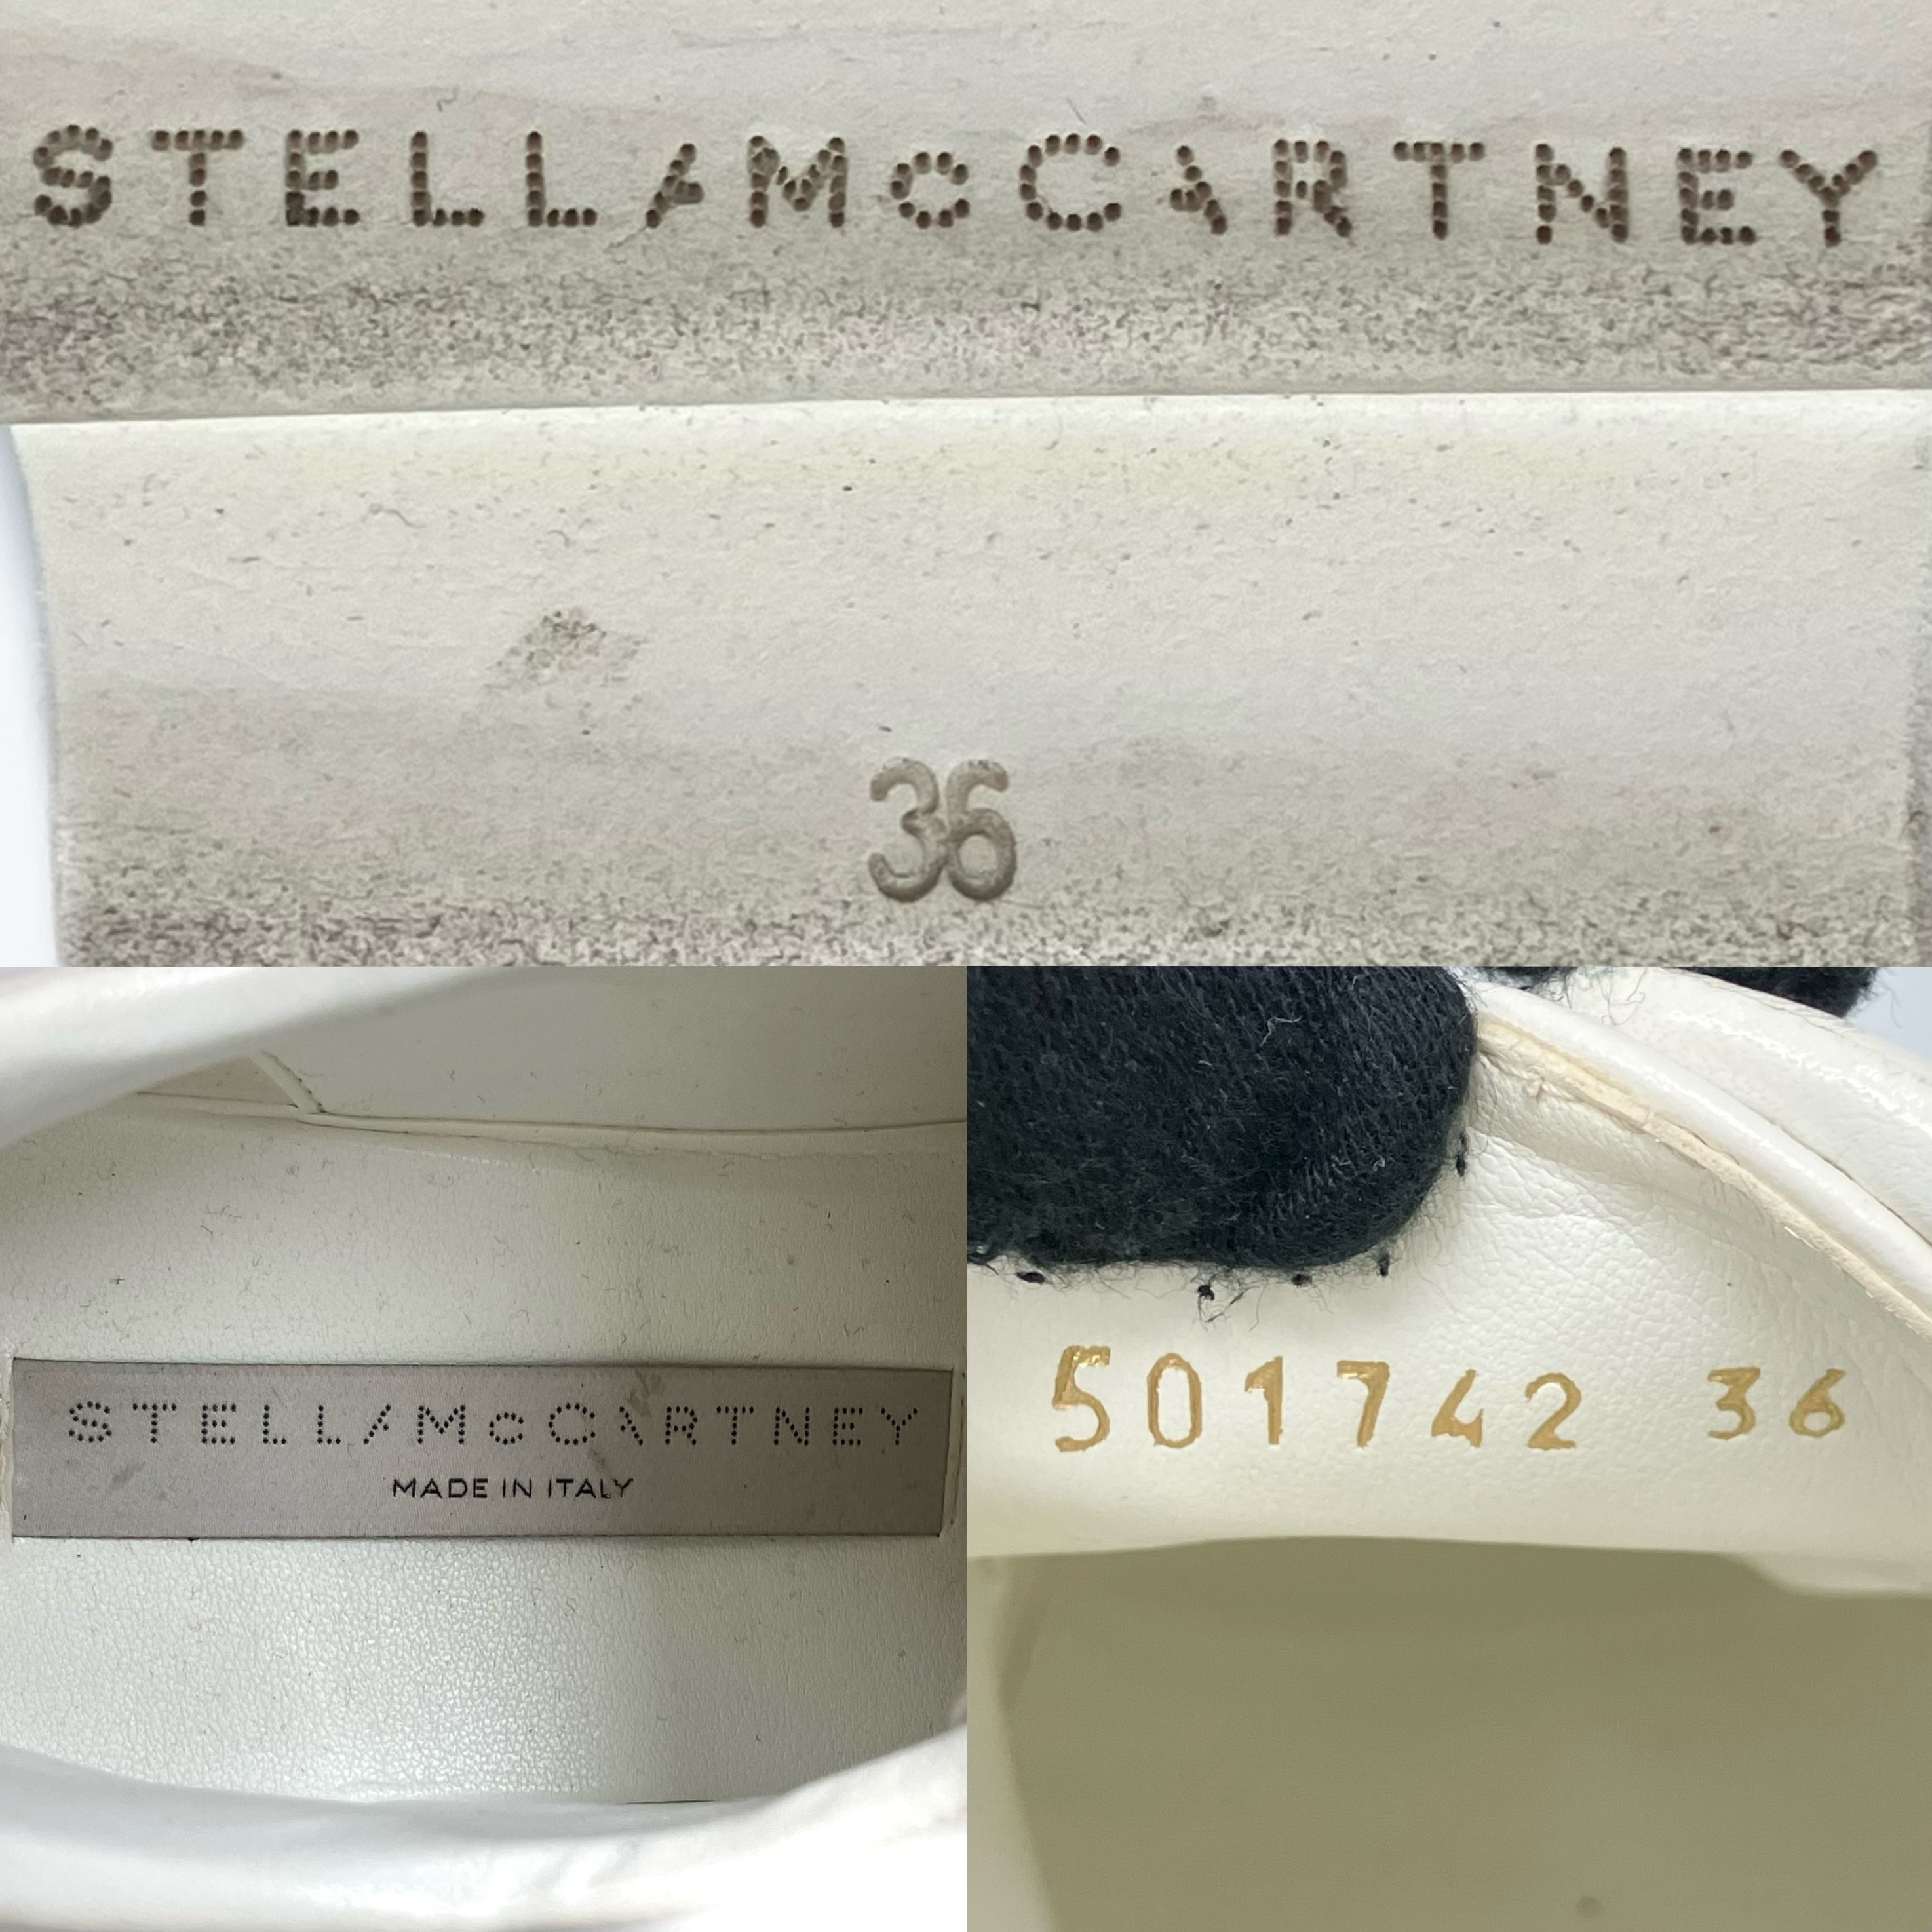 STELLA McCARTNEY
36
STELLA McCARTNEY
MADE IN ITALY
501742 36